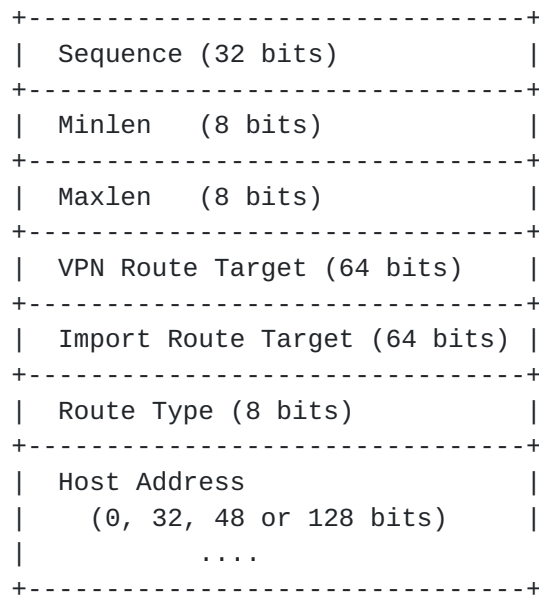 +-------------------------------+
|  Sequence (32 bits)           |
+-------------------------------+
|  Minlen   (8 bits)            |
+-------------------------------+
|  Maxlen   (8 bits)            |
+-------------------------------+
|  VPN Route Target (64 bits)   |
+-------------------------------+
|  Import Route Target (64 bits) |
+-------------------------------+
|  Route Type (8 bits)          |
+-------------------------------+
|  Host Address                 |
|    (0, 32, 48 or 128 bits)    |
|           ....
+-------------------------------+